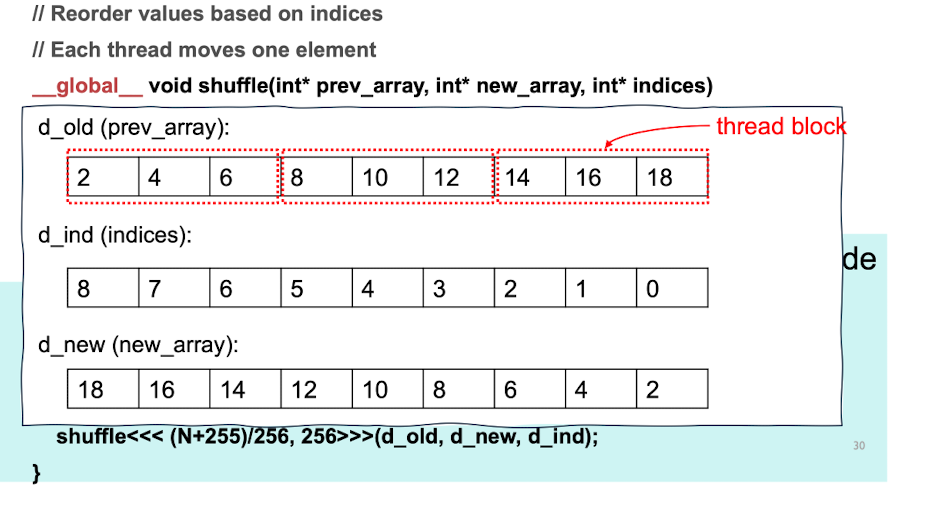 // Reorder values based on indices
// Each thread moves one element
__global__ void shuffle(int* prev_array, int* new_array, int* indices)
d_old (prev_array):
thread block
2 4 6 8 10 12 14 16 18
d_ind (indices):
de
8 7 6 5 4 3 2 1 0
d_new (new_array):
18 16 14 12 10 8 6 4 2
shuffle<<< (N+255)/256, 256>>>(d_old, d_new, d_ind);
30
}